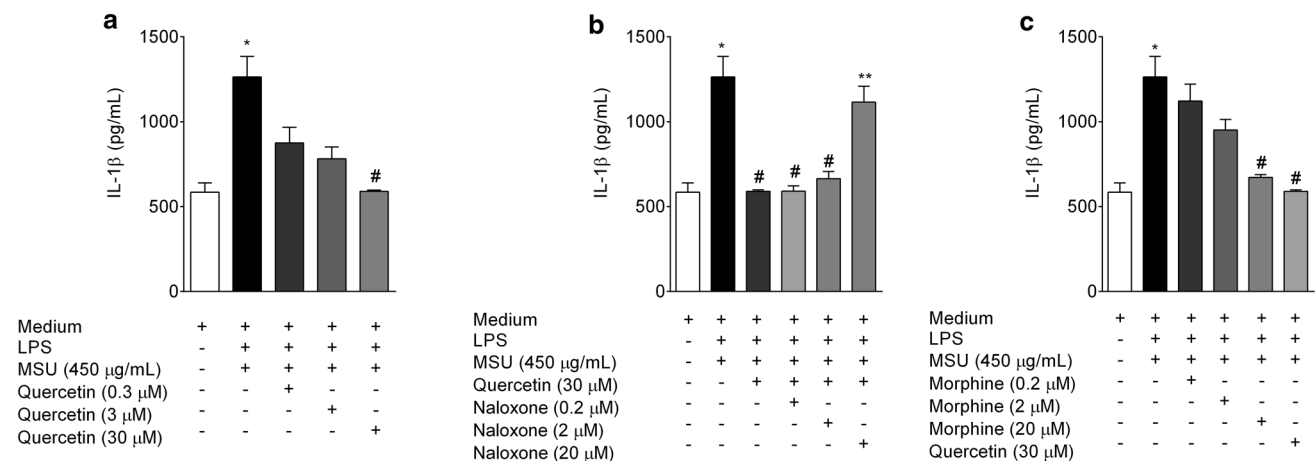 a
1500
1000
500
0
IL-1β (pg/mL)
*
#
Medium + + + + +
LPS - + + + +
MSU (450 μg/mL) - + + + +
Quercetin (0.3 μM) - - + - -
Quercetin (3 μM) - - - + -
Quercetin (30 μM) - - - - +
b
1500
1000
500
0
IL-1β (pg/mL)
*
#
#
#
**
Medium + + + + + +
LPS - + + + + +
MSU (450 μg/mL) - + + + + +
Quercetin (30 μM) - - + + + +
Naloxone (0.2 μM) - - - + - -
Naloxone (2 μM) - - - - + -
Naloxone (20 μM) - - - - - +
c
1500
1000
500
0
IL-1β (pg/mL)
*
#
#
Medium + + + + + +
LPS - + + + + +
MSU (450 μg/mL) - + + + + +
Morphine (0.2 μM) - - + - - -
Morphine (2 μM) - - - + - -
Morphine (20 μM) - - - - + -
Quercetin (30 μM) - - - - - +